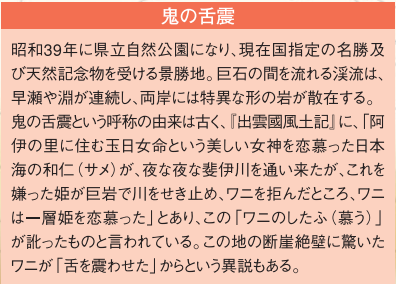 鬼の舌震
昭和39年に県立自然公園になり、現在国指定の名勝及
び天然記念物を受ける景勝地。巨石の間を流れる渓流は、
早瀬や淵が連続し、両岸には特異な形の岩が散在する。
鬼の舌震という呼称の由来は古く、『出雲國風土記』に、「阿
伊の里に住む玉日女命という美しい女神を恋慕った日本
海の和仁（サメ）が、夜な夜な斐伊川を通い来たが、これを
嫌った姫が巨岩で川をせき止め、ワニを拒んだところ、ワニ
は一層姫を恋慕った」とあり、この「ワニのしたふ（慕う）」
が訛ったものと言われている。この地の断崖絶壁に驚いた
ワニが「舌を震わせた」からという異説もある。